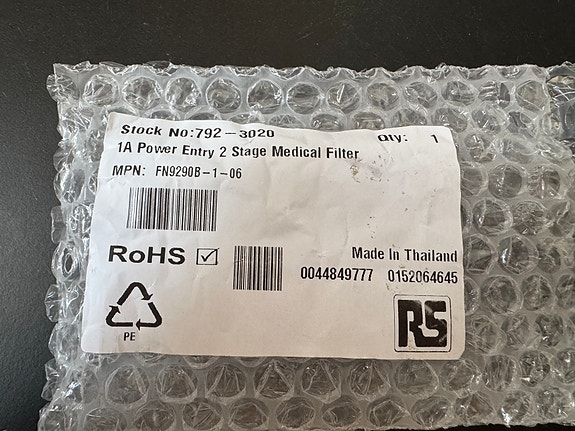 Stock No:792-3020 Qty: 1
1A Power Entry 2 Stage Medical Filter
MPN: FN9290B-1-06
RoHS
Made In Thailand
0044849777 0152064645
PE
RS